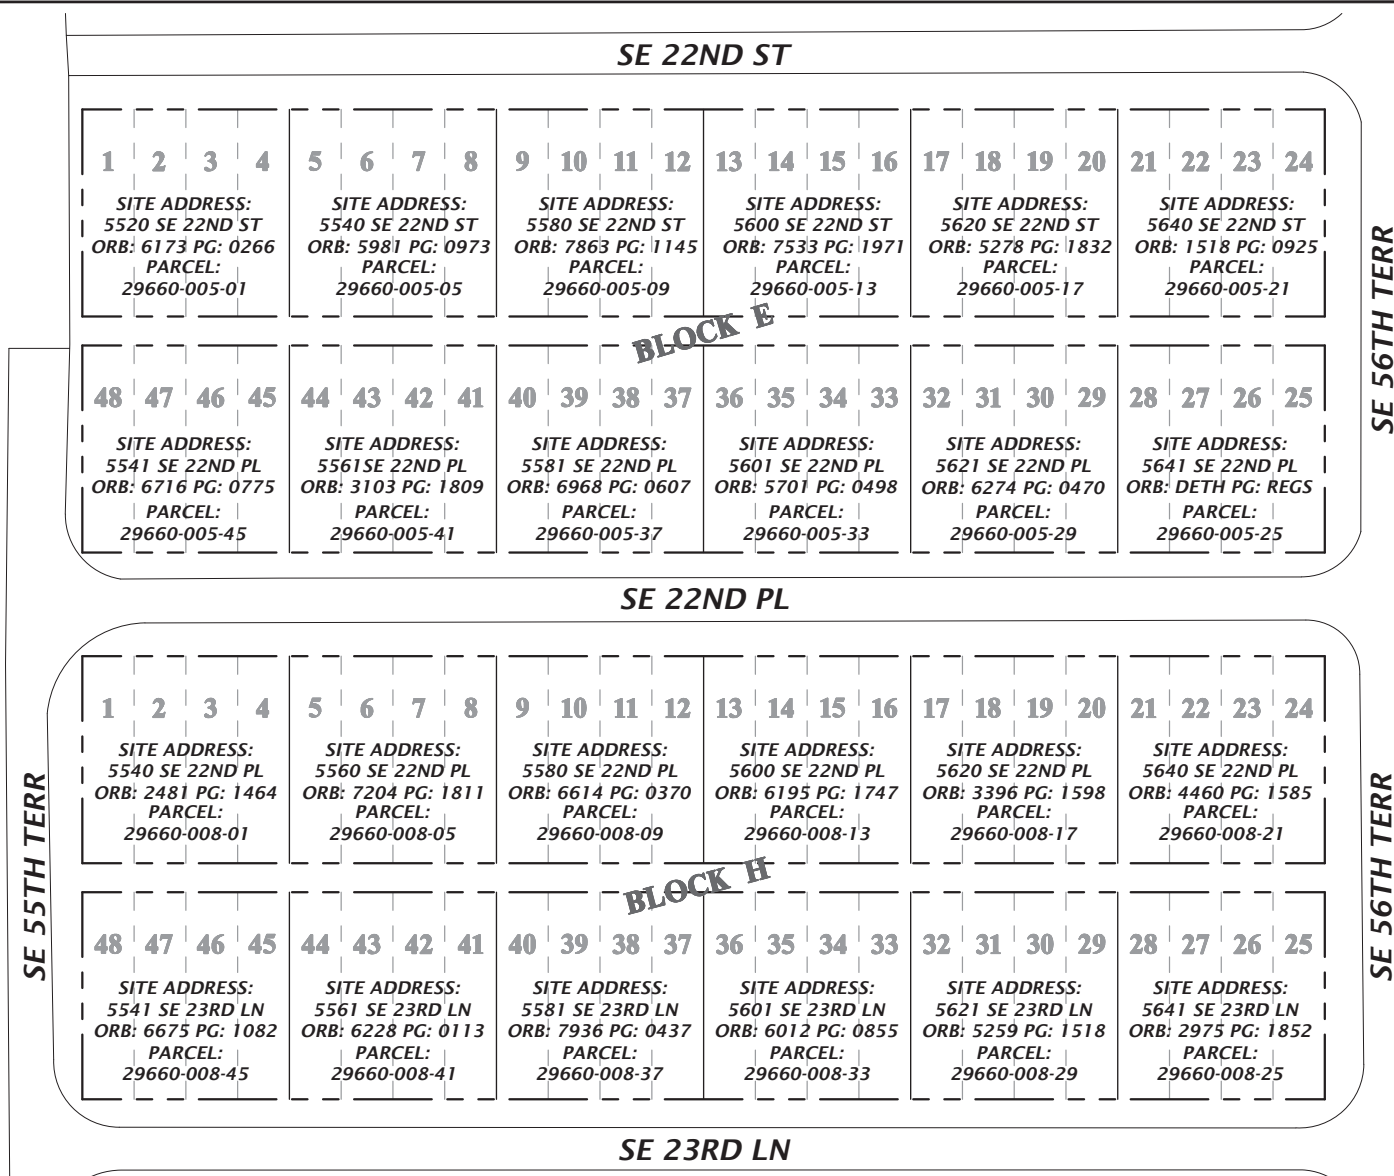 SE 22ND ST
1 2 3 4
SITE ADDRESS:
5520 SE 22ND ST
ORB: 6173 PG: 0266
PARCEL:
29660-005-01
5 6 7 8
SITE ADDRESS:
5540 SE 22ND ST
ORB: 5981 PG: 0973
PARCEL:
29660-005-05
9 10 11 12
SITE ADDRESS:
5580 SE 22ND ST
ORB: 7863 PG: 1145
PARCEL:
29660-005-09
13 14 15 16
SITE ADDRESS:
5600 SE 22ND ST
ORB: 7533 PG: 1971
PARCEL:
29660-005-13
17 18 19 20
SITE ADDRESS:
5620 SE 22ND ST
ORB: 5278 PG: 1832
PARCEL:
29660-005-17
21 22 23 24
SITE ADDRESS:
5640 SE 22ND ST
ORB: 1518 PG: 0925
PARCEL:
29660-005-21
SE 56TH TERR
BLOCK E
48 47 46 45
SITE ADDRESS:
5541 SE 22ND PL
ORB: 6716 PG: 0775
PARCEL:
29660-005-45
44 43 42 41
SITE ADDRESS:
5561SE 22ND PL
ORB: 3103 PG: 1809
PARCEL:
29660-005-41
40 39 38 37
SITE ADDRESS:
5581 SE 22ND PL
ORB: 6968 PG: 0607
PARCEL:
29660-005-37
36 35 34 33
SITE ADDRESS:
5601 SE 22ND PL
ORB: 5701 PG: 0498
PARCEL:
29660-005-33
32 31 30 29
SITE ADDRESS:
5621 SE 22ND PL
ORB: 6274 PG: 0470
PARCEL:
29660-005-29
28 27 26 25
SITE ADDRESS:
5641 SE 22ND PL
ORB: DETH PG: REGS
PARCEL:
29660-005-25
SE 22ND PL
1 2 3 4
SITE ADDRESS:
5540 SE 22ND PL
ORB: 2481 PG: 1464
PARCEL:
29660-008-01
5 6 7 8
SITE ADDRESS:
5560 SE 22ND PL
ORB: 7204 PG: 1811
PARCEL:
29660-008-05
9 10 11 12
SITE ADDRESS:
5580 SE 22ND PL
ORB: 6614 PG: 0370
PARCEL:
29660-008-09
13 14 15 16
SITE ADDRESS:
5600 SE 22ND PL
ORB: 6195 PG: 1747
PARCEL:
29660-008-13
17 18 19 20
SITE ADDRESS:
5620 SE 22ND PL
ORB: 3396 PG: 1598
PARCEL:
29660-008-17
21 22 23 24
SITE ADDRESS:
5640 SE 22ND PL
ORB: 4460 PG: 1585
PARCEL:
29660-008-21
SE 55TH TERR
SE 56TH TERR
BLOCK H
48 47 46 45
SITE ADDRESS:
5541 SE 23RD LN
ORB: 6675 PG: 1082
PARCEL:
29660-008-45
44 43 42 41
SITE ADDRESS:
5561 SE 23RD LN
ORB: 6228 PG: 0113
PARCEL:
29660-008-41
40 39 38 37
SITE ADDRESS:
5581 SE 23RD LN
ORB: 7936 PG: 0437
PARCEL:
29660-008-37
36 35 34 33
SITE ADDRESS:
5601 SE 23RD LN
ORB: 6012 PG: 0855
PARCEL:
29660-008-33
32 31 30 29
SITE ADDRESS:
5621 SE 23RD LN
ORB: 5259 PG: 1518
PARCEL:
29660-008-29
28 27 26 25
SITE ADDRESS:
5641 SE 23RD LN
ORB: 2975 PG: 1852
PARCEL:
29660-008-25
SE 23RD LN